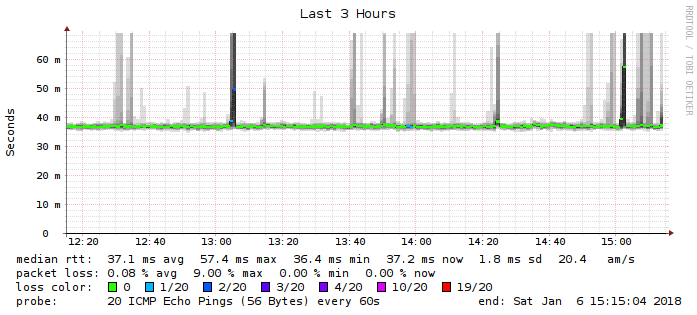 Last 3 Hours
RRDTOOL / TOBI OETIKER
Seconds
60 m
50 m
40 m
30 m
20 m
10 m
0
12:20 12:40 13:00 13:20 13:40 14:00 14:20 14:40 15:00
median rtt: 37.1 ms avg 57.4 ms max 36.4 ms min 37.2 ms now 1.8 ms sd 20.4 am/s
packet loss: 0.08 % avg 9.00 % max 0.00 % min 0.00 % now
loss color: 0 1/20 2/20 3/20 4/20 10/20 19/20
probe: 20 ICMP Echo Pings (56 Bytes) every 60s end: Sat Jan 6 15:15:04 2018